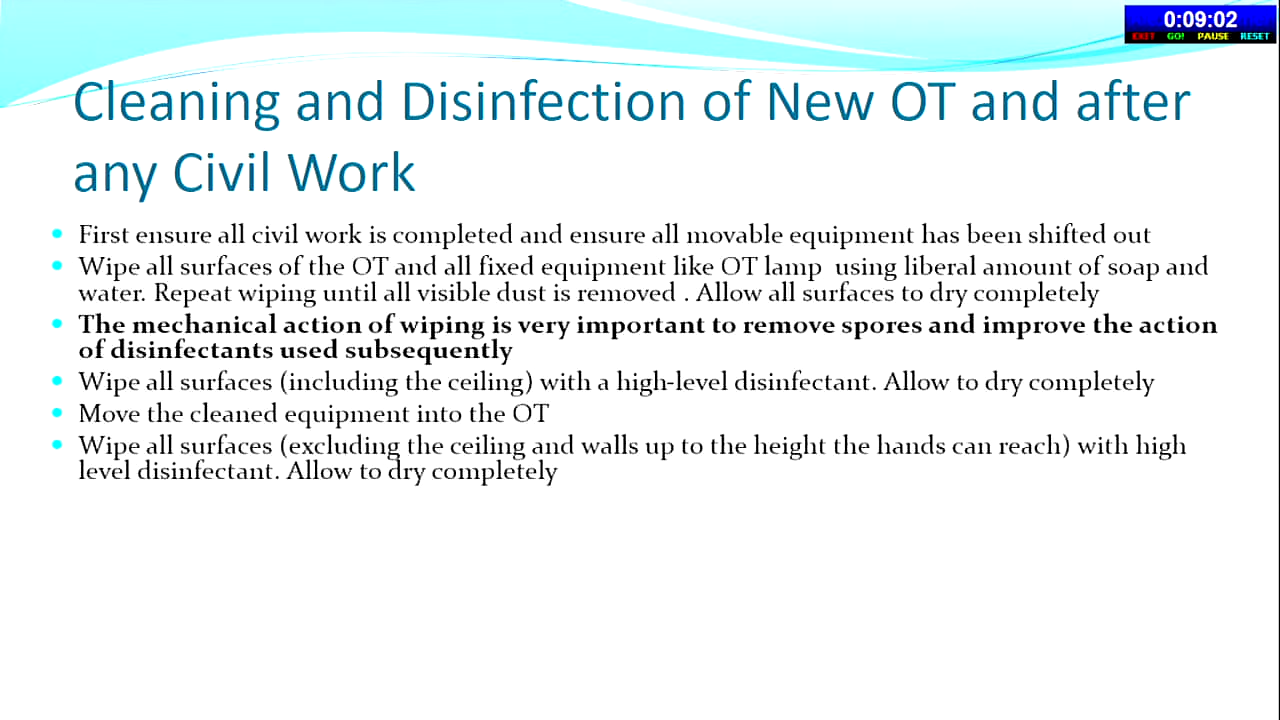 0:09:02
EXIT GO! PAUSE RESET
Cleaning and Disinfection of New OT and after
any Civil Work
• First ensure all civil work is completed and ensure all movable equipment has been shifted out
• Wipe all surfaces of the OT and all fixed equipment like OT lamp using liberal amount of soap and
water. Repeat wiping until all visible dust is removed . Allow all surfaces to dry completely
• The mechanical action of wiping is very important to remove spores and improve the action
of disinfectants used subsequently
• Wipe all surfaces (including the ceiling) with a high-level disinfectant. Allow to dry completely
• Move the cleaned equipment into the OT
• Wipe all surfaces (excluding the ceiling and walls up to the height the hands can reach) with high
level disinfectant. Allow to dry completely